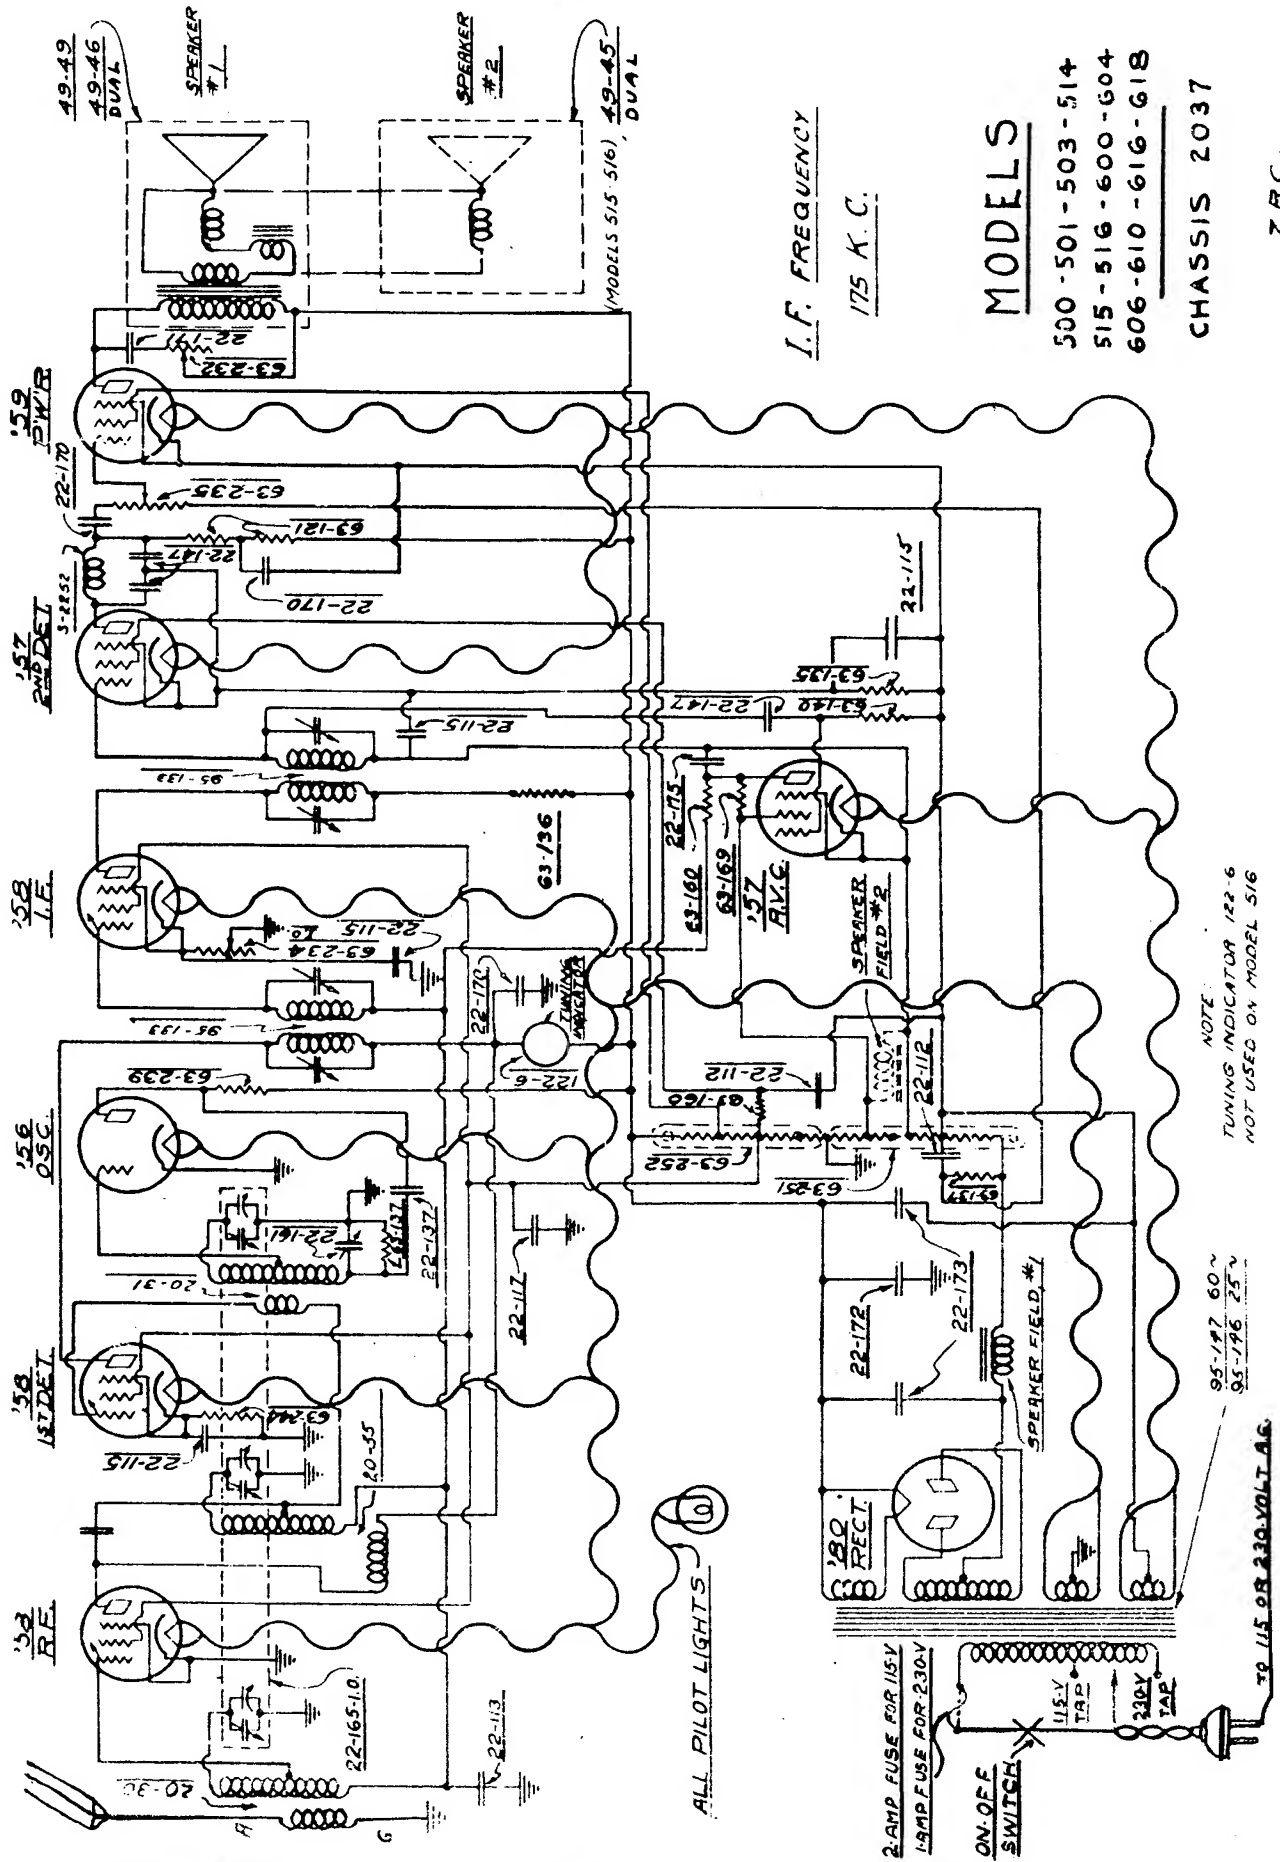 49-49
49-46
DUAL
SPEAKER
#1
SPEAKER
#2
49-45
DUAL
(MODELS 515-516)
'58
R.F.
'58
1ST DET.
'56
OSC
'58
I.F.
'57
2ND DET.
'59
PW'R
S-2252
22-170
22-171
63-232
63-235
63-121
22-147
22-170
95-133
95-133
22-115
63-136
63-234
22-115
22-170
TUNING
INDICATOR
122-6
63-239
20-31
22-161
63-137
22-137
22-117
63-244
22-115
20-55
20-30
A
G
22-165-1.0.
22-113
ALL PILOT LIGHTS
22-115
63-135
63-140
22-147
22-175
63-160
63-169
'57
A.V.C.
SPEAKER
FIELD #2
22-112
22-112
63-160
63-252
63-251
63-137
22-172
22-173
SPEAKER FIELD, #1
'80
RECT.
2-AMP FUSE FOR 115-V
1-AMP FUSE FOR 230-V
ON-OFF
SWITCH
115-V
TAP
230-V
TAP
TO 115 OR 230-VOLT A.C.
95-147 60~
95-146 25~
NOTE:
TUNING INDICATOR 122-6
NOT USED ON MODEL 516
I.F. FREQUENCY
175 K.C.
MODELS
500-501-503-514
515-516-600-604
606-610-616-618
CHASSIS 2037